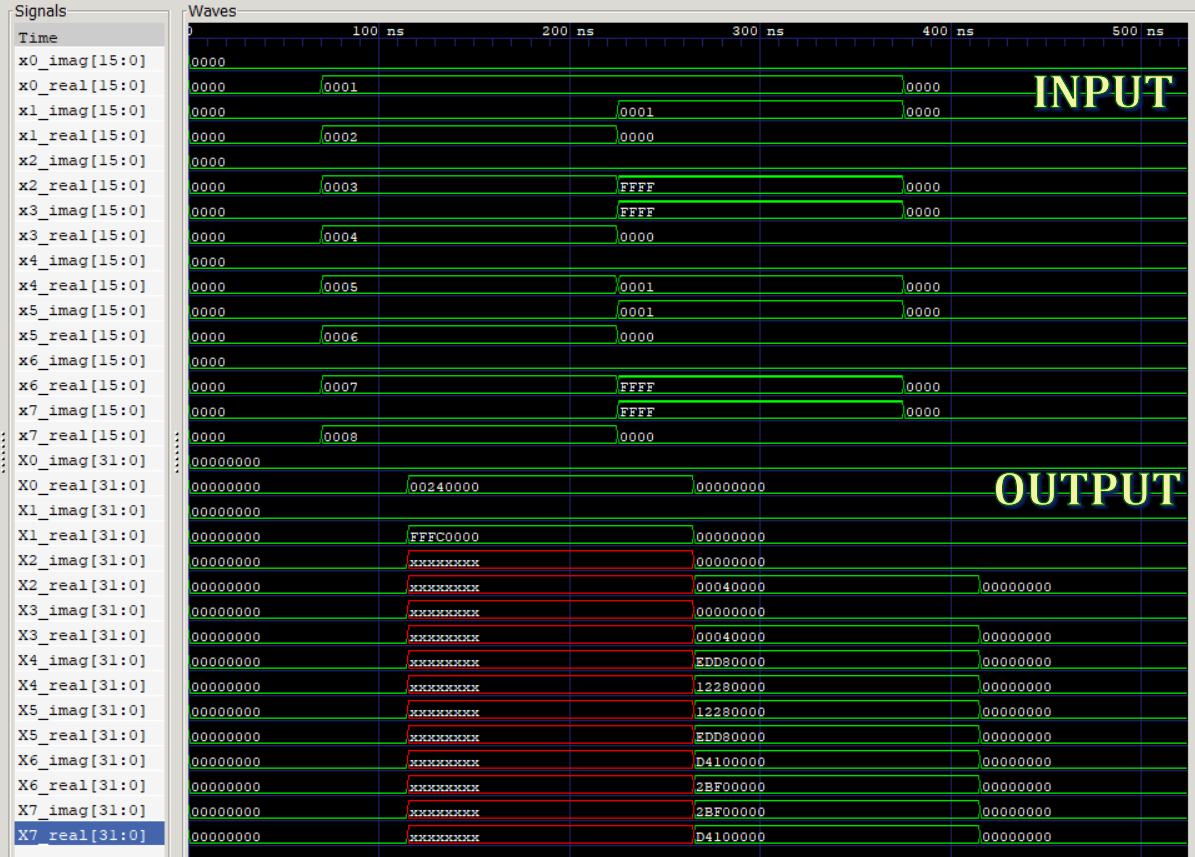 Signals Waves
Time 0 100 ns 200 ns 300 ns 400 ns 500 ns
x0_imag[15:0] 0000
x0_real[15:0] 0000 0001 0000
INPUT
x1_imag[15:0] 0000 0001 0000
x1_real[15:0] 0000 0002 0000
x2_imag[15:0] 0000
x2_real[15:0] 0000 0003 FFFF 0000
x3_imag[15:0] 0000 FFFF 0000
x3_real[15:0] 0000 0004 0000
x4_imag[15:0] 0000
x4_real[15:0] 0000 0005 0001 0000
x5_imag[15:0] 0000 0001 0000
x5_real[15:0] 0000 0006 0000
x6_imag[15:0] 0000
x6_real[15:0] 0000 0007 FFFF 0000
x7_imag[15:0] 0000 FFFF 0000
x7_real[15:0] 0000 0008 0000
X0_imag[31:0] 00000000
X0_real[31:0] 00000000 00240000 00000000
OUTPUT
X1_imag[31:0] 00000000
X1_real[31:0] 00000000 FFFC0000 00000000
X2_imag[31:0] 00000000 xxxxxxxx 00000000
X2_real[31:0] 00000000 xxxxxxxx 00040000 00000000
X3_imag[31:0] 00000000 xxxxxxxx 00000000
X3_real[31:0] 00000000 xxxxxxxx 00040000 00000000
X4_imag[31:0] 00000000 xxxxxxxx EDD80000 00000000
X4_real[31:0] 00000000 xxxxxxxx 12280000 00000000
X5_imag[31:0] 00000000 xxxxxxxx 12280000 00000000
X5_real[31:0] 00000000 xxxxxxxx EDD80000 00000000
X6_imag[31:0] 00000000 xxxxxxxx D4100000 00000000
X6_real[31:0] 00000000 xxxxxxxx 2BF00000 00000000
X7_imag[31:0] 00000000 xxxxxxxx 2BF00000 00000000
X7_real[31:0] 00000000 xxxxxxxx D4100000 00000000